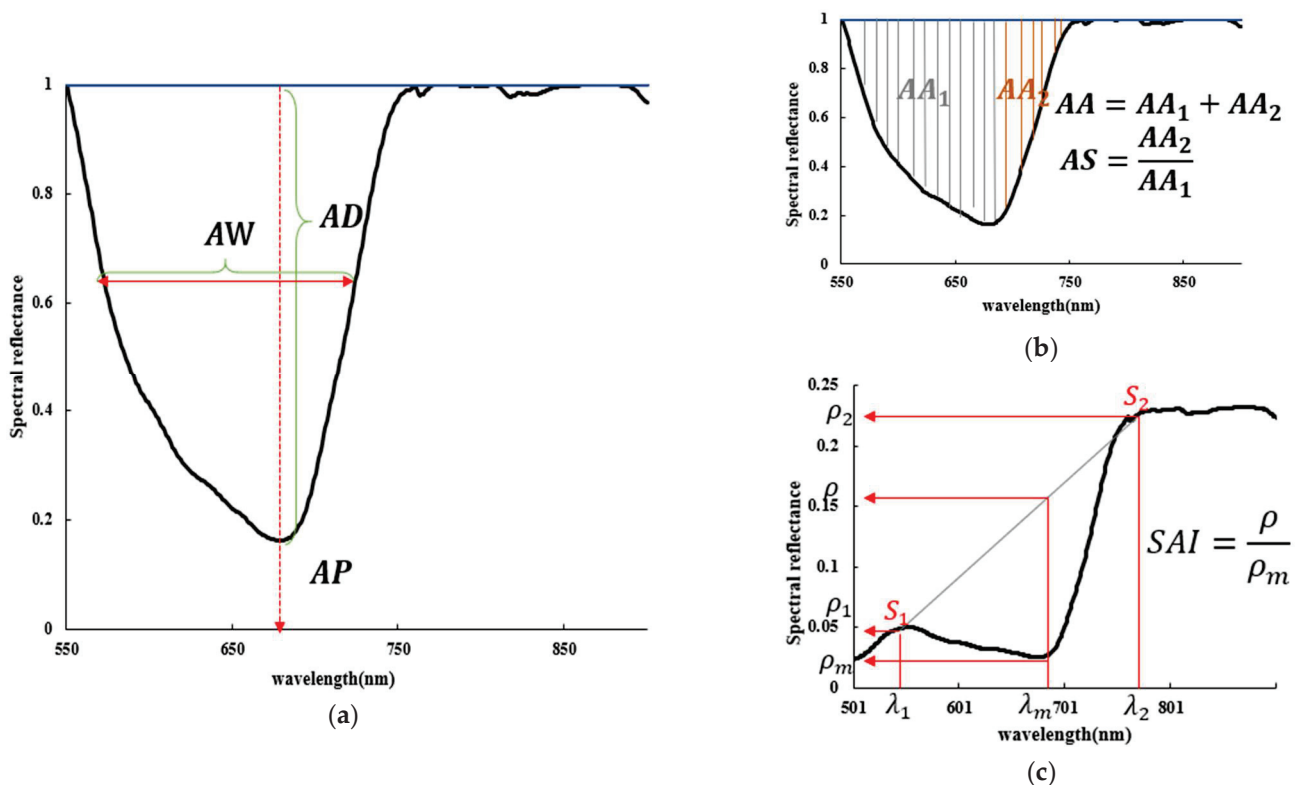 1
0.8
0.6
0.4
0.2
0
Spectral reflectance
AW
AD
AP
550
650
750
850
wavelength(nm)
(a)
1
0.8
0.6
0.4
0.2
0
Spectral reflectance
AA₁
AA₂
AA = AA₁ + AA₂
AS = AA₂ / AA₁
550
650
750
850
wavelength(nm)
(b)
0.25
0.2
0.15
0.1
0.05
0
Spectral reflectance
ρ₂
ρ
ρ₁
ρₘ
S₁
S₂
SAI = ρ / ρₘ
501
λ₁
601
λₘ
701
λ₂
801
wavelength(nm)
(c)